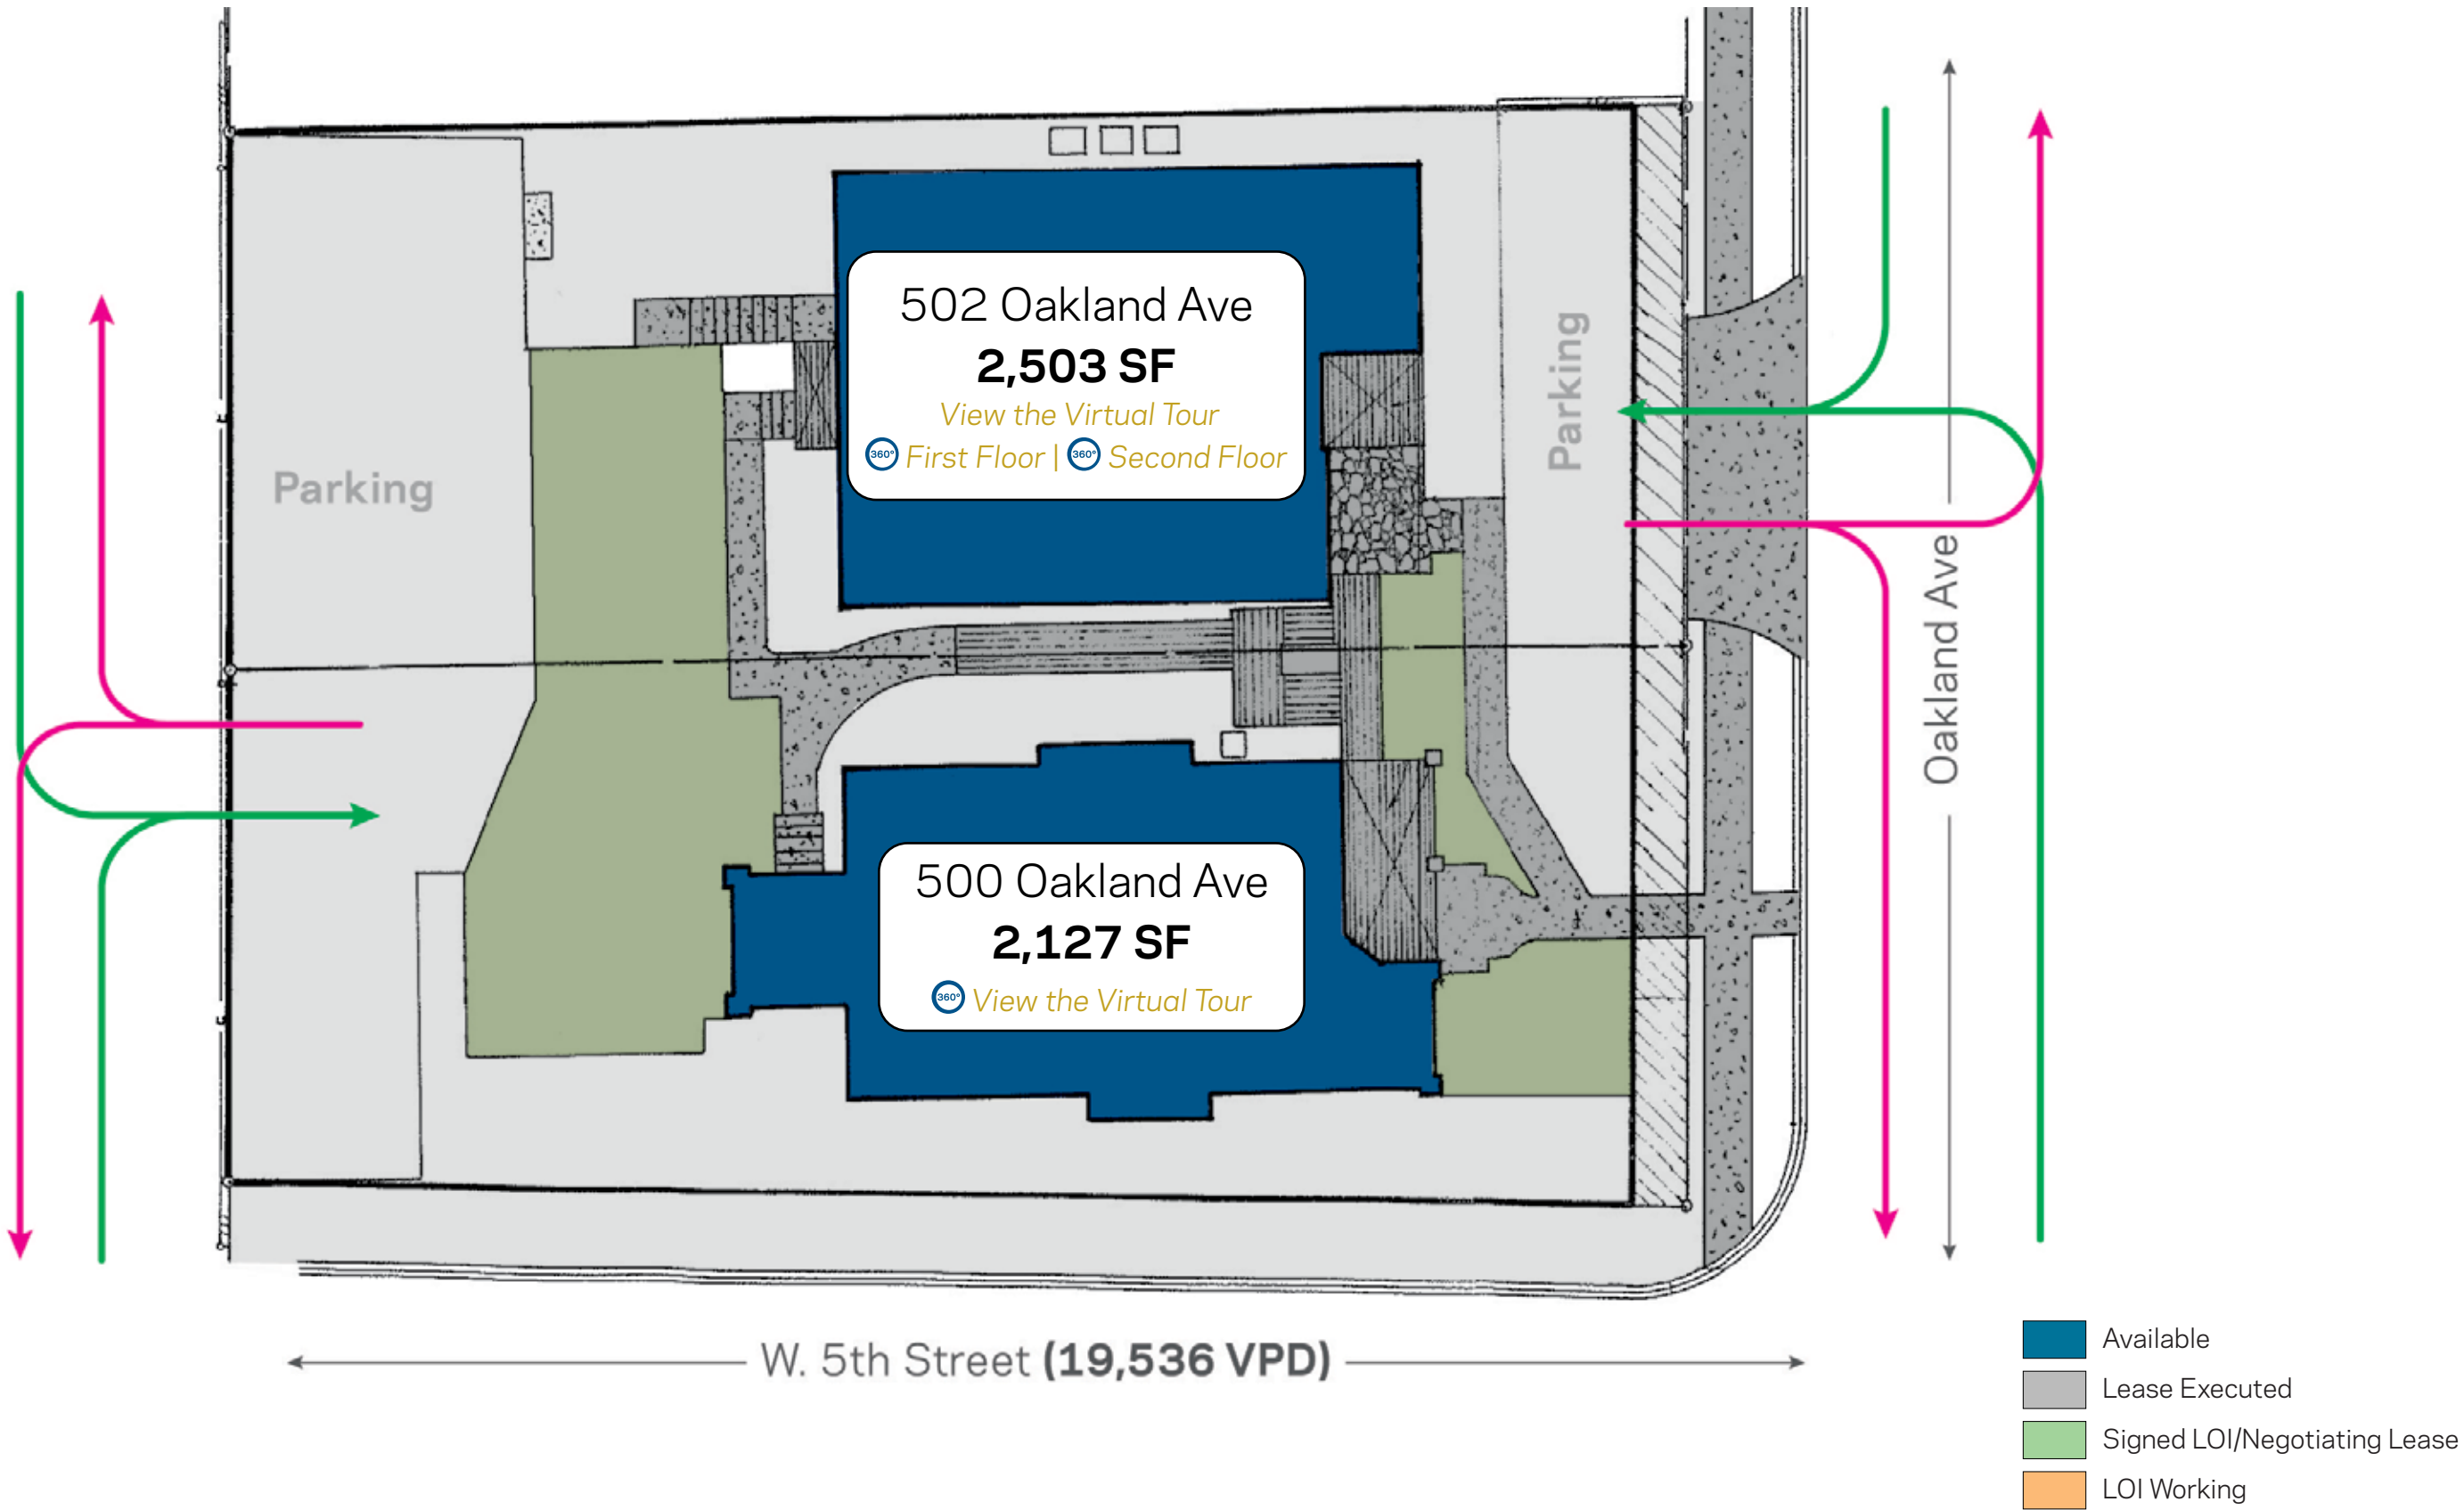 502 Oakland Ave
2,503 SF
View the Virtual Tour
360° First Floor | 360° Second Floor
Parking
Parking
Oakland Ave
500 Oakland Ave
2,127 SF
360° View the Virtual Tour
W. 5th Street (19,536 VPD)
Available
Lease Executed
Signed LOI/Negotiating Lease
LOI Working